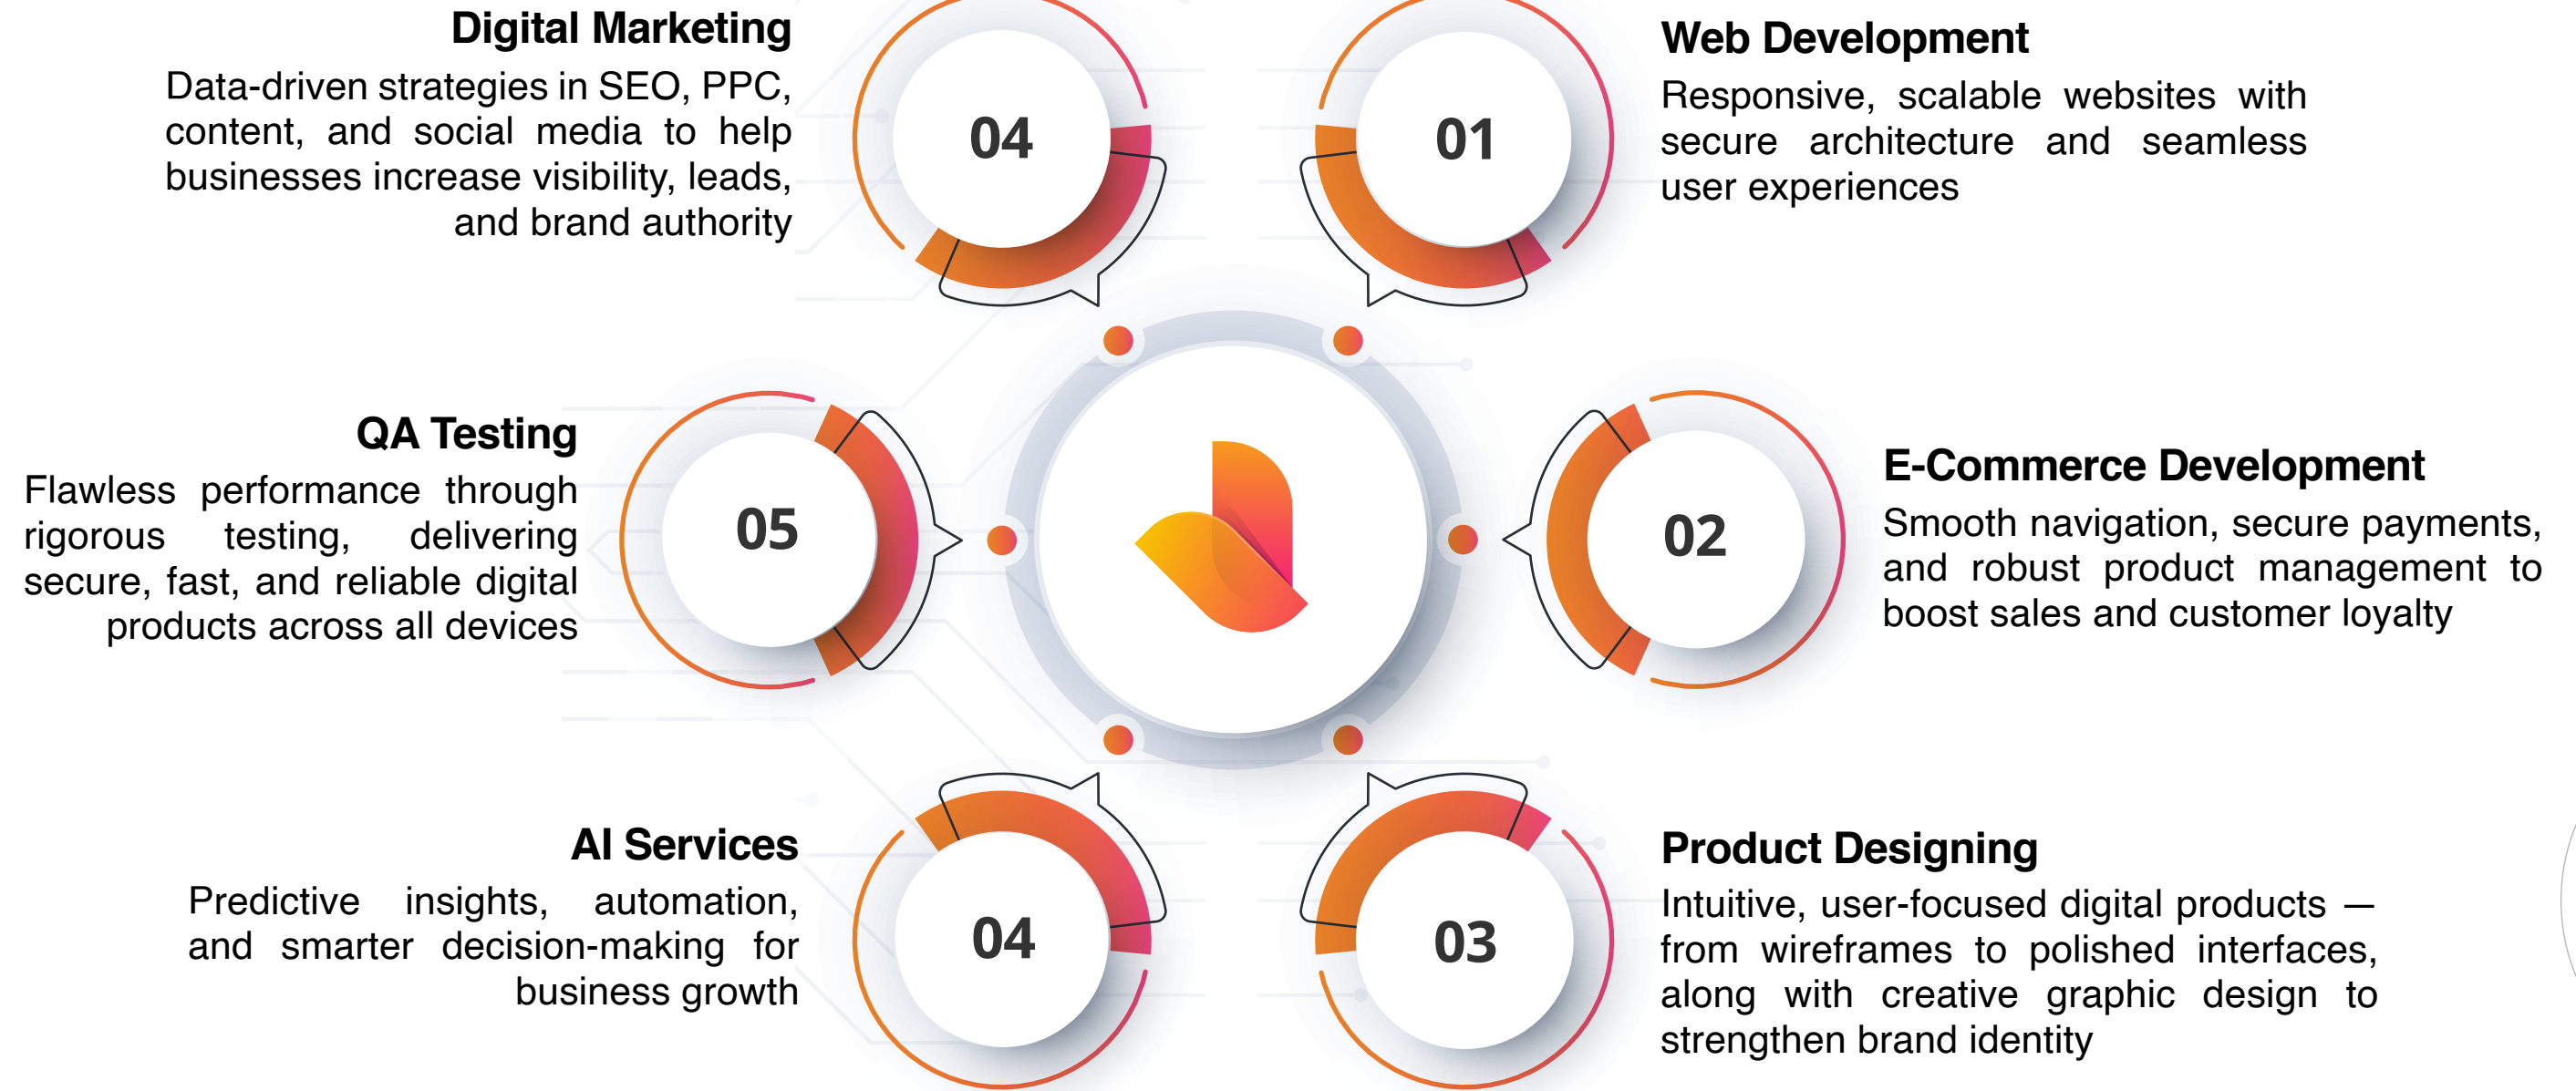 Digital Marketing
Data-driven strategies in SEO, PPC,
content, and social media to help
businesses increase visibility, leads,
and brand authority
04
01
Web Development
Responsive, scalable websites with
secure architecture and seamless
user experiences
QA Testing
Flawless performance through
rigorous testing, delivering
secure, fast, and reliable digital
products across all devices
05
02
E-Commerce Development
Smooth navigation, secure payments,
and robust product management to
boost sales and customer loyalty
AI Services
Predictive insights, automation,
and smarter decision-making for
business growth
04
03
Product Designing
Intuitive, user-focused digital products —
from wireframes to polished interfaces,
along with creative graphic design to
strengthen brand identity